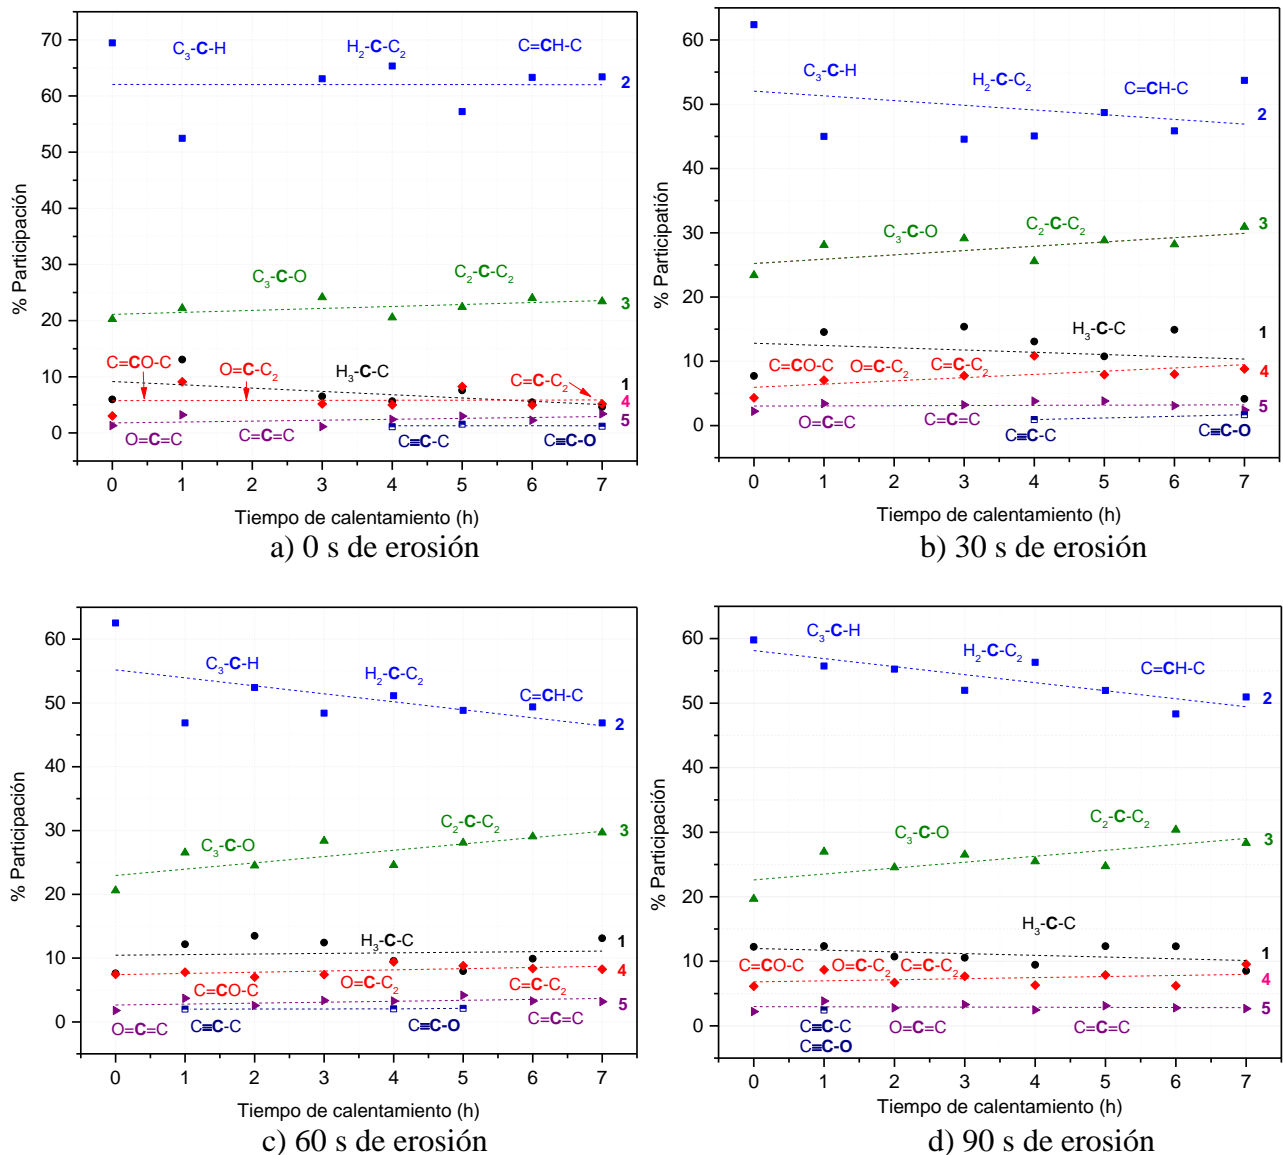 % Participación
70
60
50
40
30
20
10
0
C₃-C-H
H₂-C-C₂
C=CH-C
2
C₃-C-O
C₂-C-C₂
3
C=CO-C
O=C-C₂
H₃-C-C
C=C-C₂
1
4
5
O=C=C
C=C=C
C≡C-C
C≡C-O
0 1 2 3 4 5 6 7
Tiempo de calentamiento (h)
a) 0 s de erosión
% Participatión
60
50
40
30
20
10
0
C₃-C-H
H₂-C-C₂
C=CH-C
2
C₃-C-O
C₂-C-C₂
3
H₃-C-C
1
C=CO-C
O=C-C₂
C=C-C₂
4
5
O=C=C
C=C=C
C≡C-C
C≡C-O
0 1 2 3 4 5 6 7
Tiempo de calentamiento (h)
b) 30 s de erosión
% Participación
60
50
40
30
20
10
0
C₃-C-H
H₂-C-C₂
C=CH-C
2
C₃-C-O
C₂-C-C₂
3
H₃-C-C
1
4
C=CO-C
O=C-C₂
C=C-C₂
5
O=C=C
C≡C-C
C≡C-O
C=C=C
0 1 2 3 4 5 6 7
Tiempo de calentamiento (h)
c) 60 s de erosión
% Participación
60
50
40
30
20
10
0
C₃-C-H
H₂-C-C₂
C=CH-C
2
C₃-C-O
C₂-C-C₂
3
H₃-C-C
1
C=CO-C
O=C-C₂
C=C-C₂
4
5
C≡C-C
C≡C-O
O=C=C
C=C=C
0 1 2 3 4 5 6 7
Tiempo de calentamiento (h)
d) 90 s de erosión